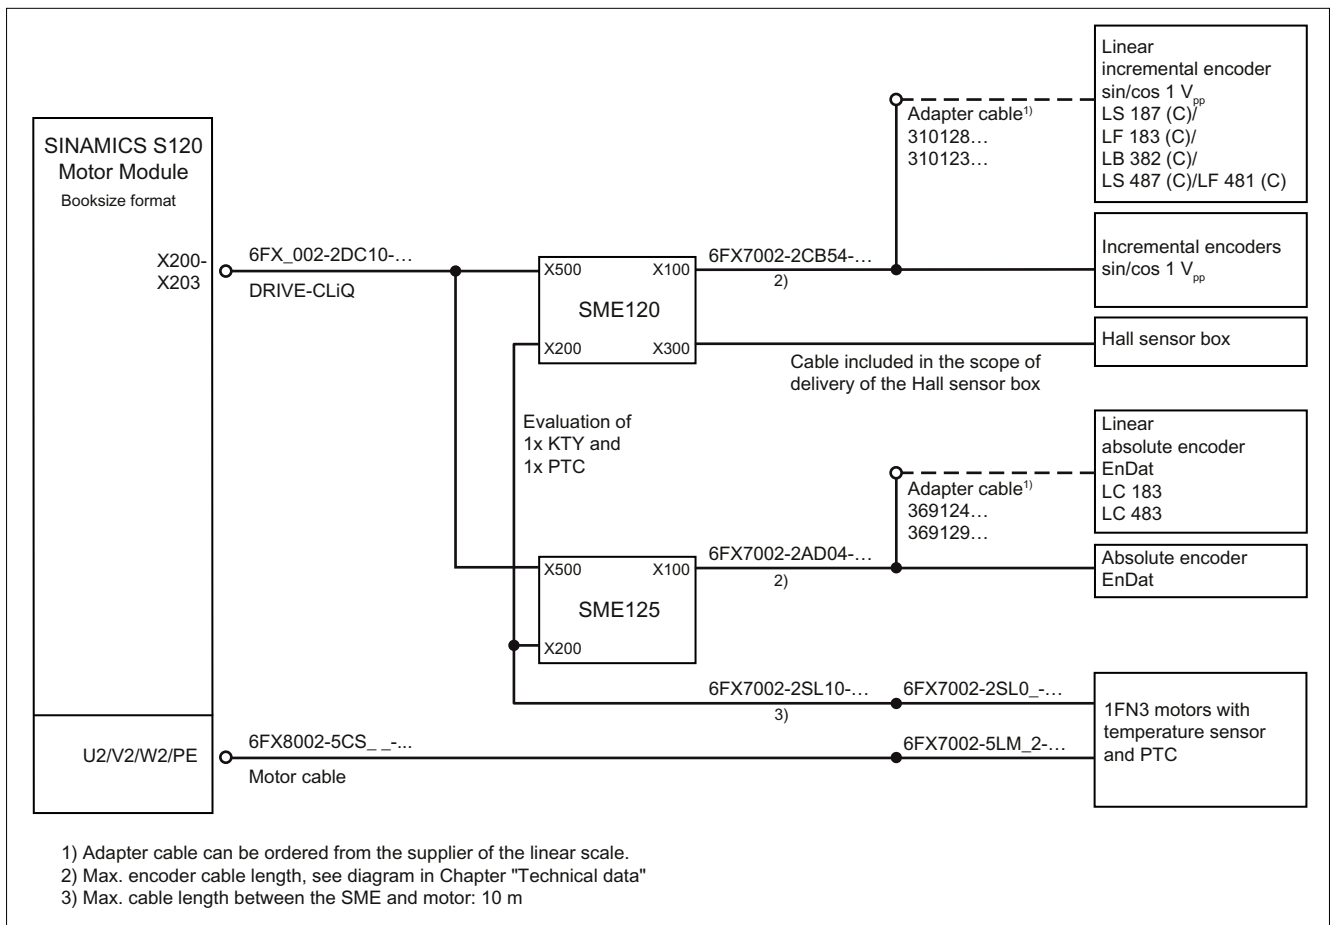 Linear
incremental encoder
sin/cos 1 Vpp
LS 187 (C)/
LF 183 (C)/
LB 382 (C)/
LS 487 (C)/LF 481 (C)
Adapter cable1)
310128…
310123…
SINAMICS S120
Motor Module
Booksize format
X200-
X203
6FX_002-2DC10-…
DRIVE-CLiQ
X500
X100
SME120
X200
X300
6FX7002-2CB54-…
2)
Incremental encoders
sin/cos 1 Vpp
Hall sensor box
Cable included in the scope of
delivery of the Hall sensor box
Evaluation of
1x KTY and
1x PTC
Linear
absolute encoder
EnDat
LC 183
LC 483
Adapter cable1)
369124…
369129…
X500
X100
SME125
X200
6FX7002-2AD04-…
2)
Absolute encoder
EnDat
6FX7002-2SL10-…
3)
6FX7002-2SL0_-…
1FN3 motors with
temperature sensor
and PTC
U2/V2/W2/PE
6FX8002-5CS_ _-...
Motor cable
6FX7002-5LM_2-…
1) Adapter cable can be ordered from the supplier of the linear scale.
2) Max. encoder cable length, see diagram in Chapter "Technical data"
3) Max. cable length between the SME and motor: 10 m